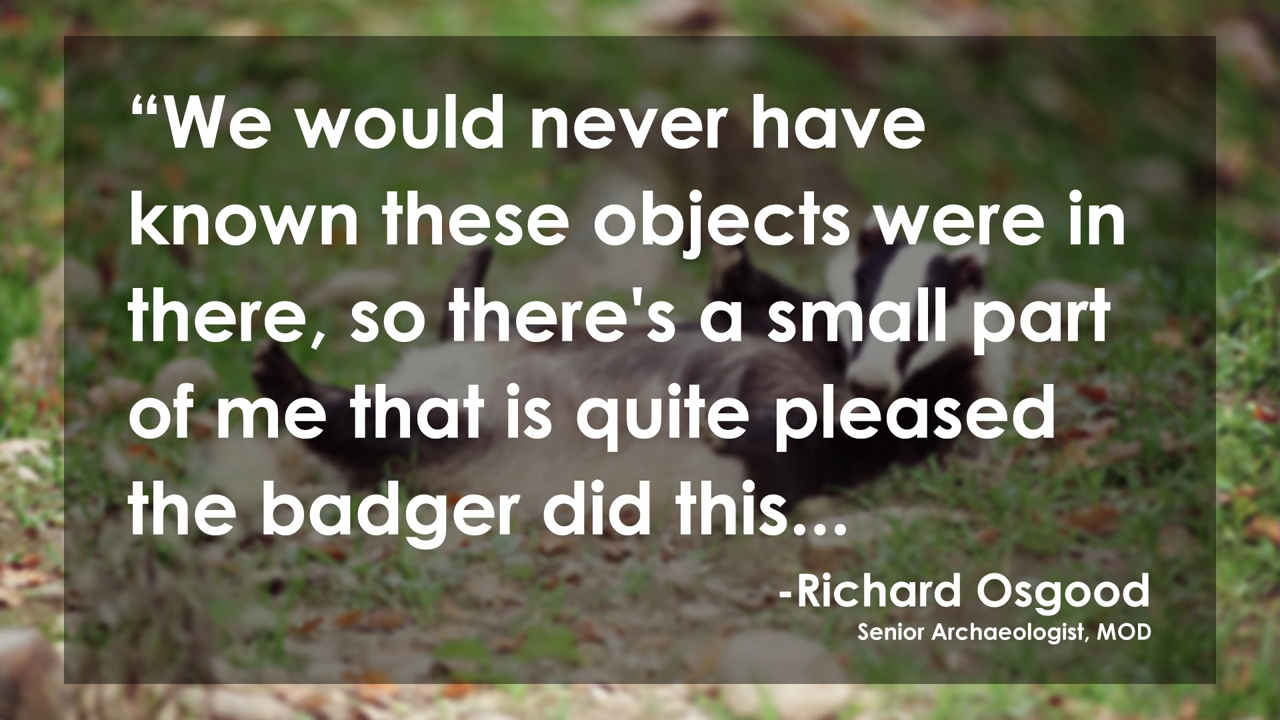 “We would never have
known these objects were in
there, so there's a small part
of me that is quite pleased
the badger did this...
-Richard Osgood
Senior Archaeologist, MOD